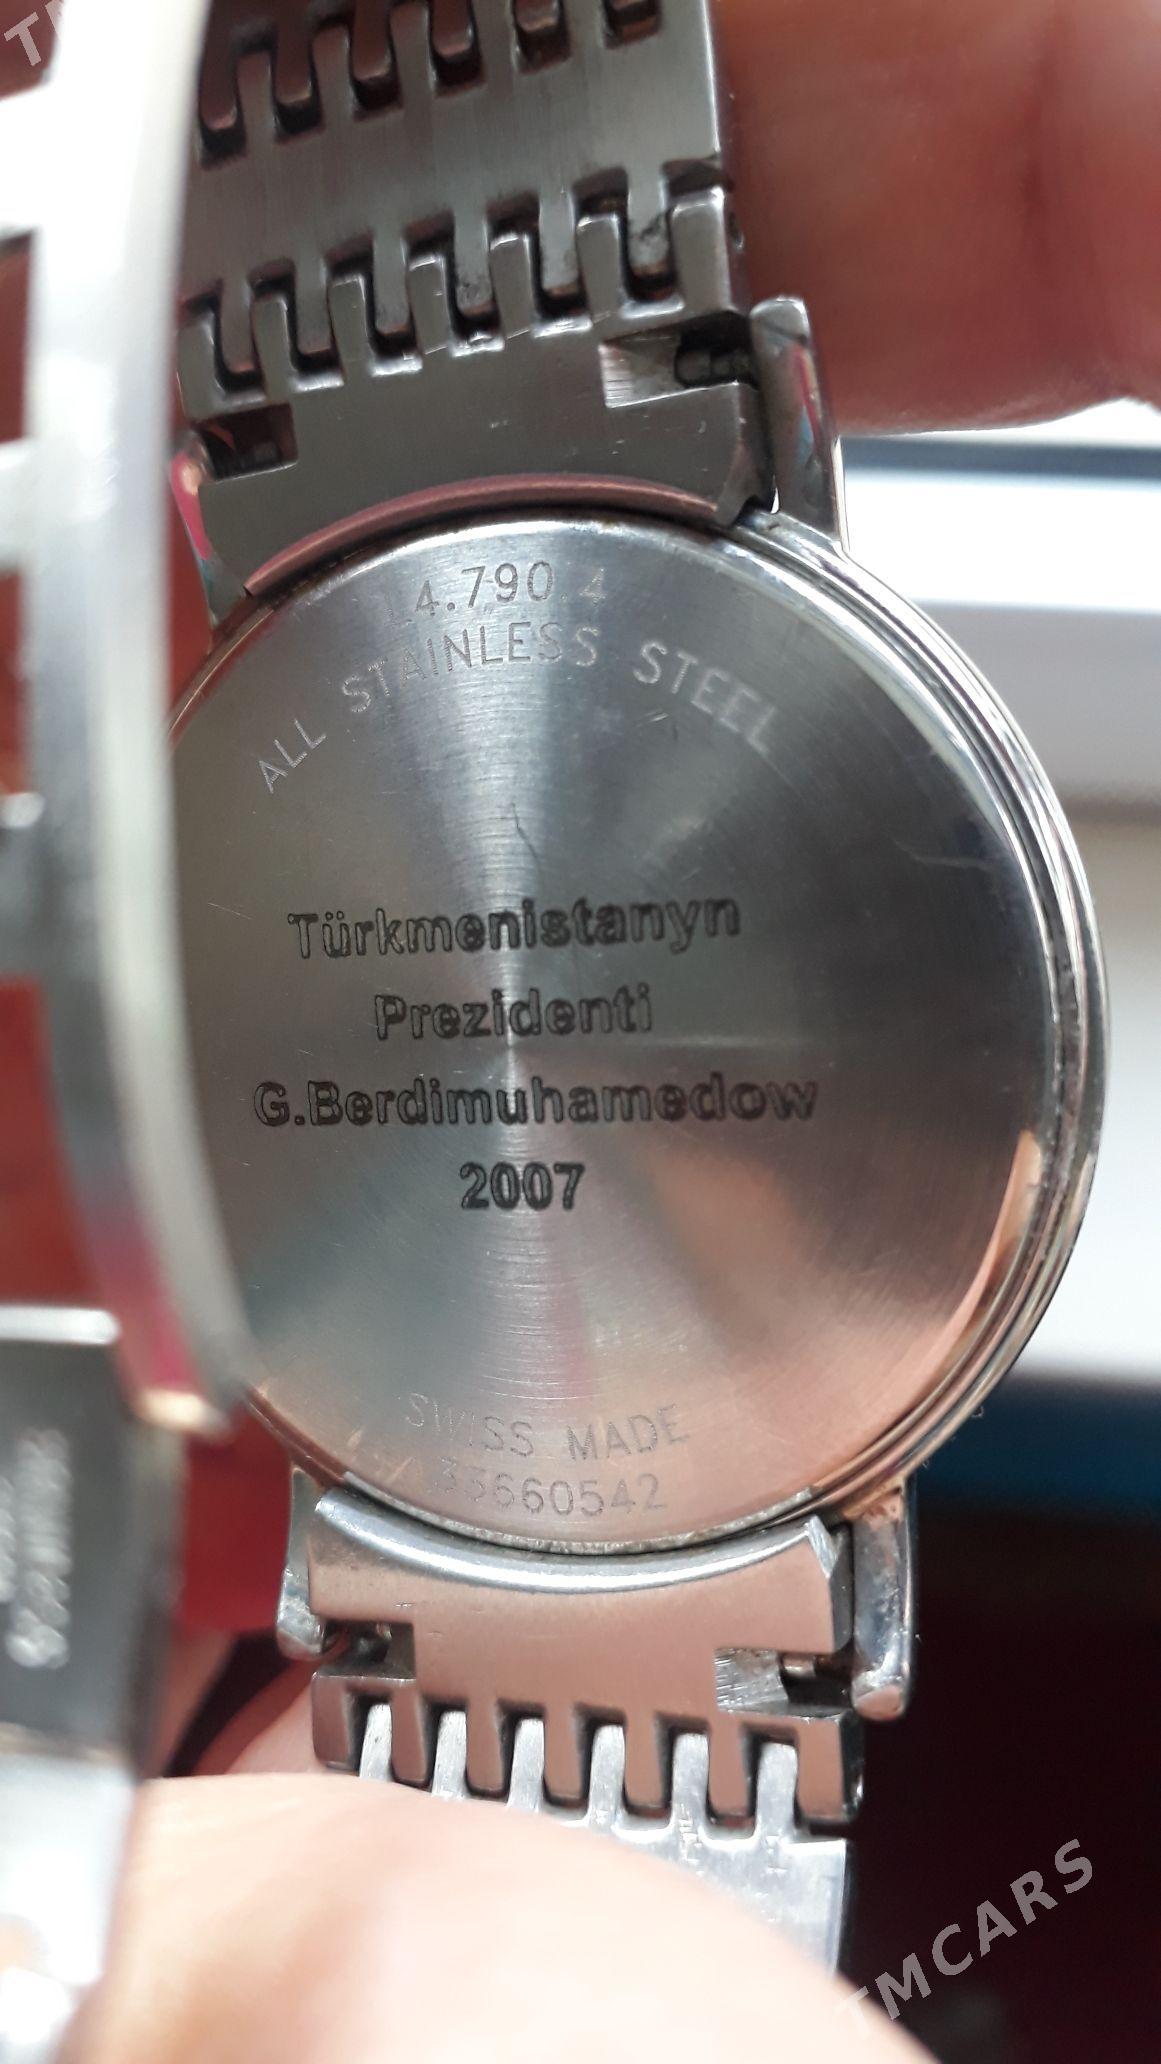 L4.790.4
ALL STAINLESS STEEL
Türkmenistanyn
Prezidenti
G.Berdimuhamedow
2007
SWISS MADE
33660542
TMCARS